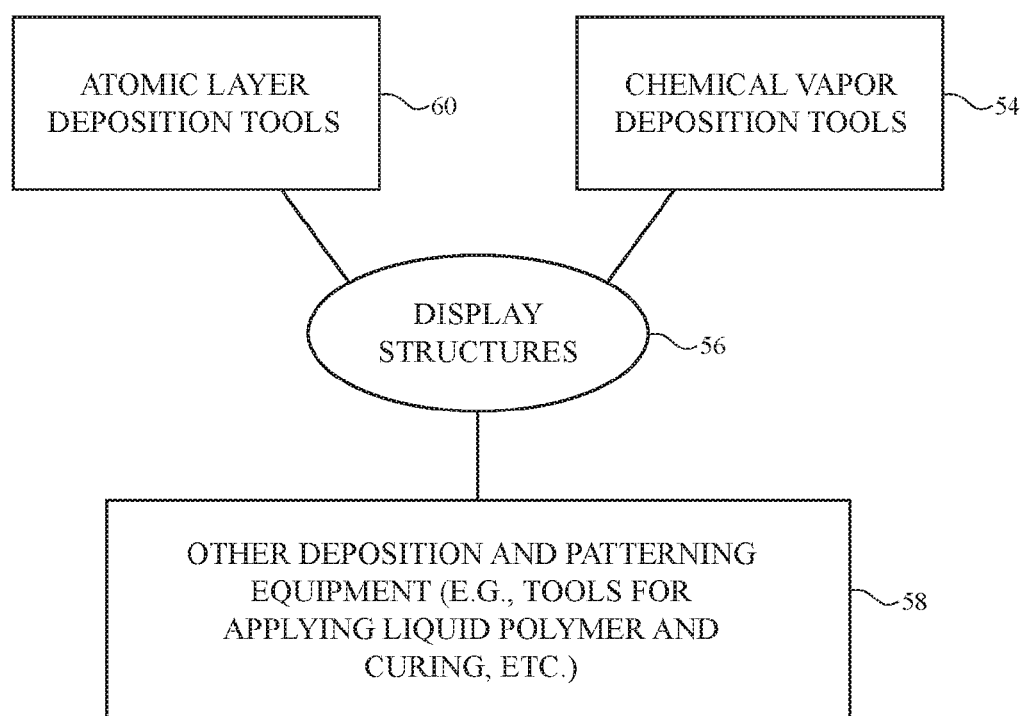 ATOMIC LAYER
DEPOSITION TOOLS
60
CHEMICAL VAPOR
DEPOSITION TOOLS
54
DISPLAY
STRUCTURES
56
OTHER DEPOSITION AND PATTERNING
EQUIPMENT (E.G., TOOLS FOR
APPLYING LIQUID POLYMER AND
CURING, ETC.)
58